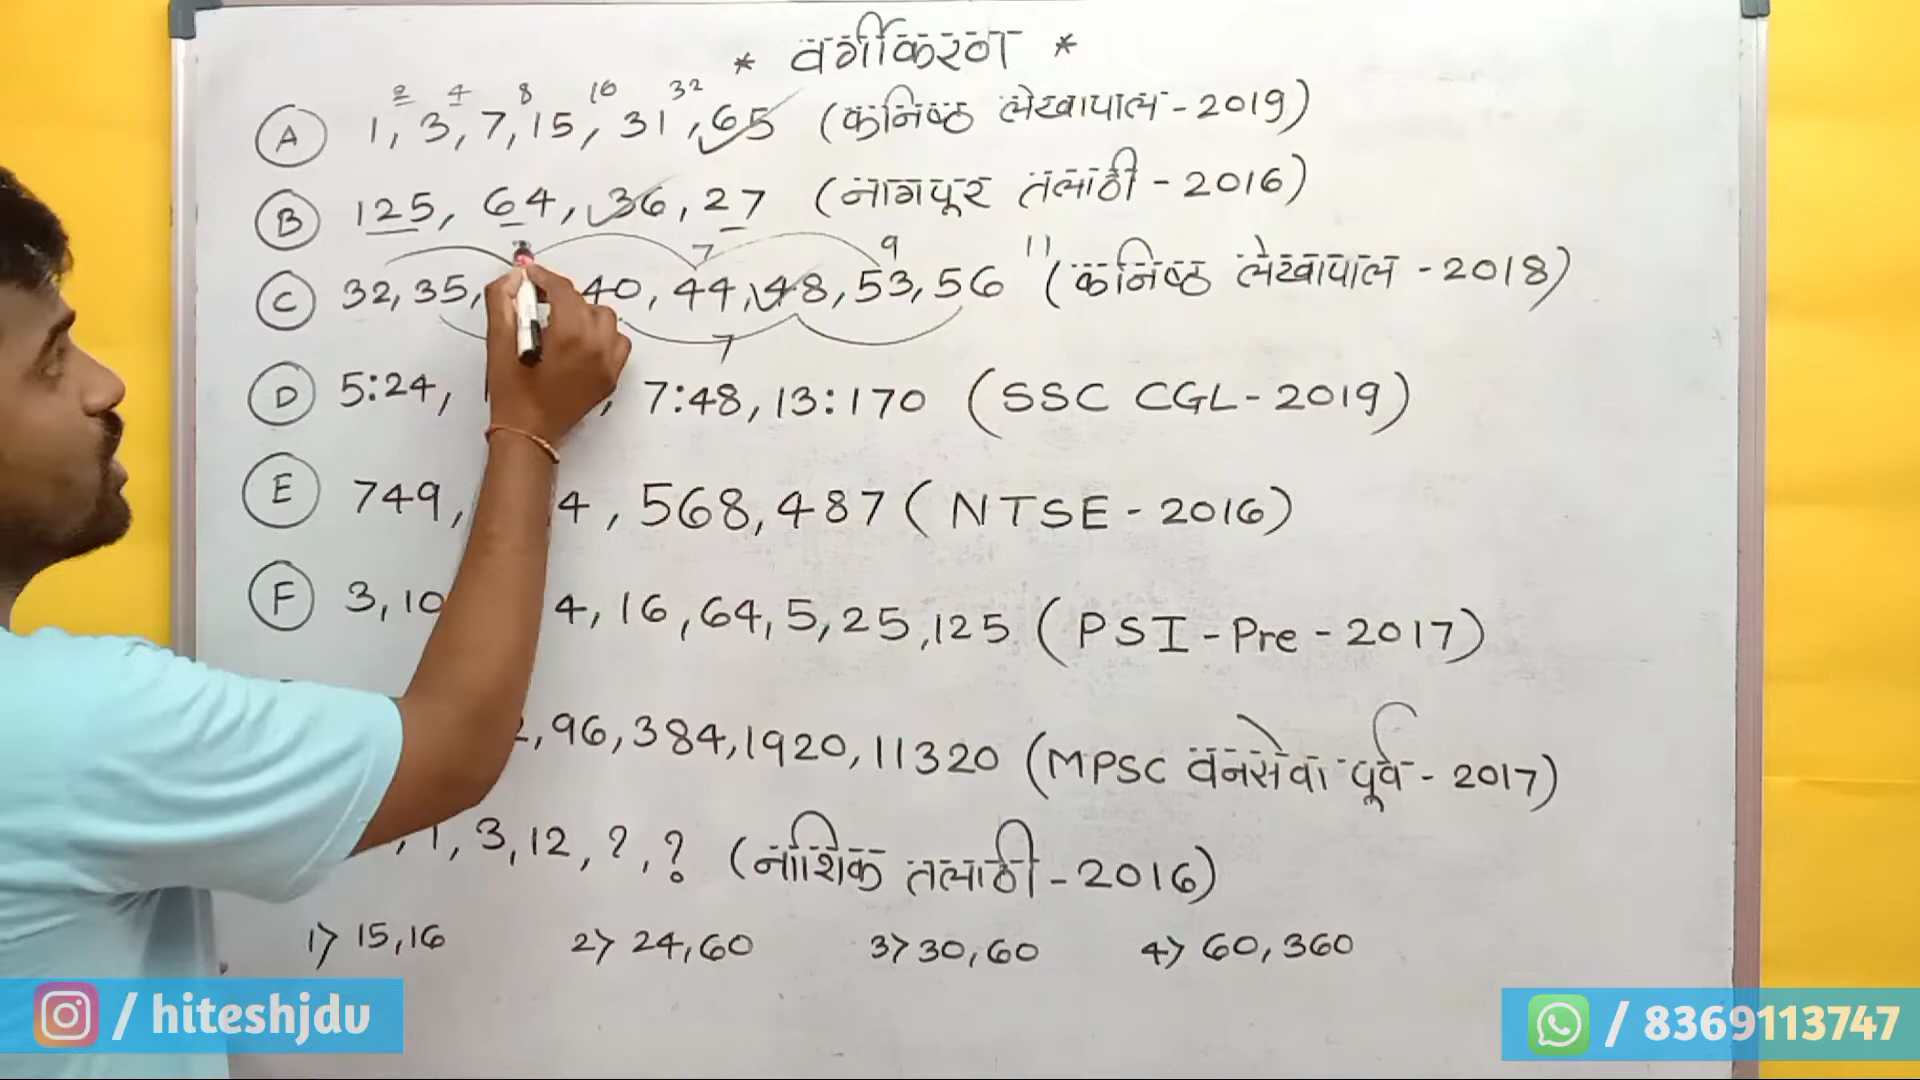 * वर्गीकरण *
2 4 8 16 32
A 1, 3, 7, 15, 31, 65 (कनिष्ठ लेखापाल - 2019)
B 125, 64, 36, 27 (नागपूर तलाठी - 2016)
7 9 11
C 32, 35, 40, 44, 48, 53, 56 (कनिष्ठ लेखापाल - 2018)
7
D 5:24, 7:48, 13:170 (SSC CGL - 2019)
E 749, 4, 568, 487 (NTSE - 2016)
F 3, 10 4, 16, 64, 5, 25, 125 (PSI - Pre - 2017)
, 96, 384, 1920, 11320 (MPSC वनसेवा पूर्व - 2017)
, 1, 3, 12, ?, ? (नाशिक तलाठी - 2016)
1) 15, 16 2) 24, 60 3) 30, 60 4) 60, 360
/ hiteshjdu / 8369113747